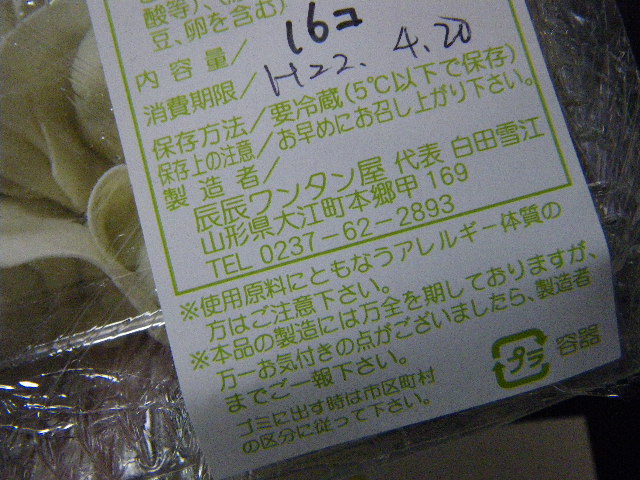 酸等)、(
豆、卵を含む)
内容量/ 16コ
消費期限/ H22. 4.20
保存方法/要冷蔵(5℃以下で保存)
保存上の注意/お早めにお召し上がり下さい。
製造者/
辰辰ワンタン屋 代表 白田雪江
山形県大江町本郷甲169
TEL 0237-62-2893
※使用原料にともなうアレルギー体質の
方はご注意下さい。
※本品の製造には万全を期しておりますが、
万一お気付きの点がございましたら、製造者
までご一報下さい。
ゴミに出す時は市区町村
の区分に従って下さい。
プラ 容器